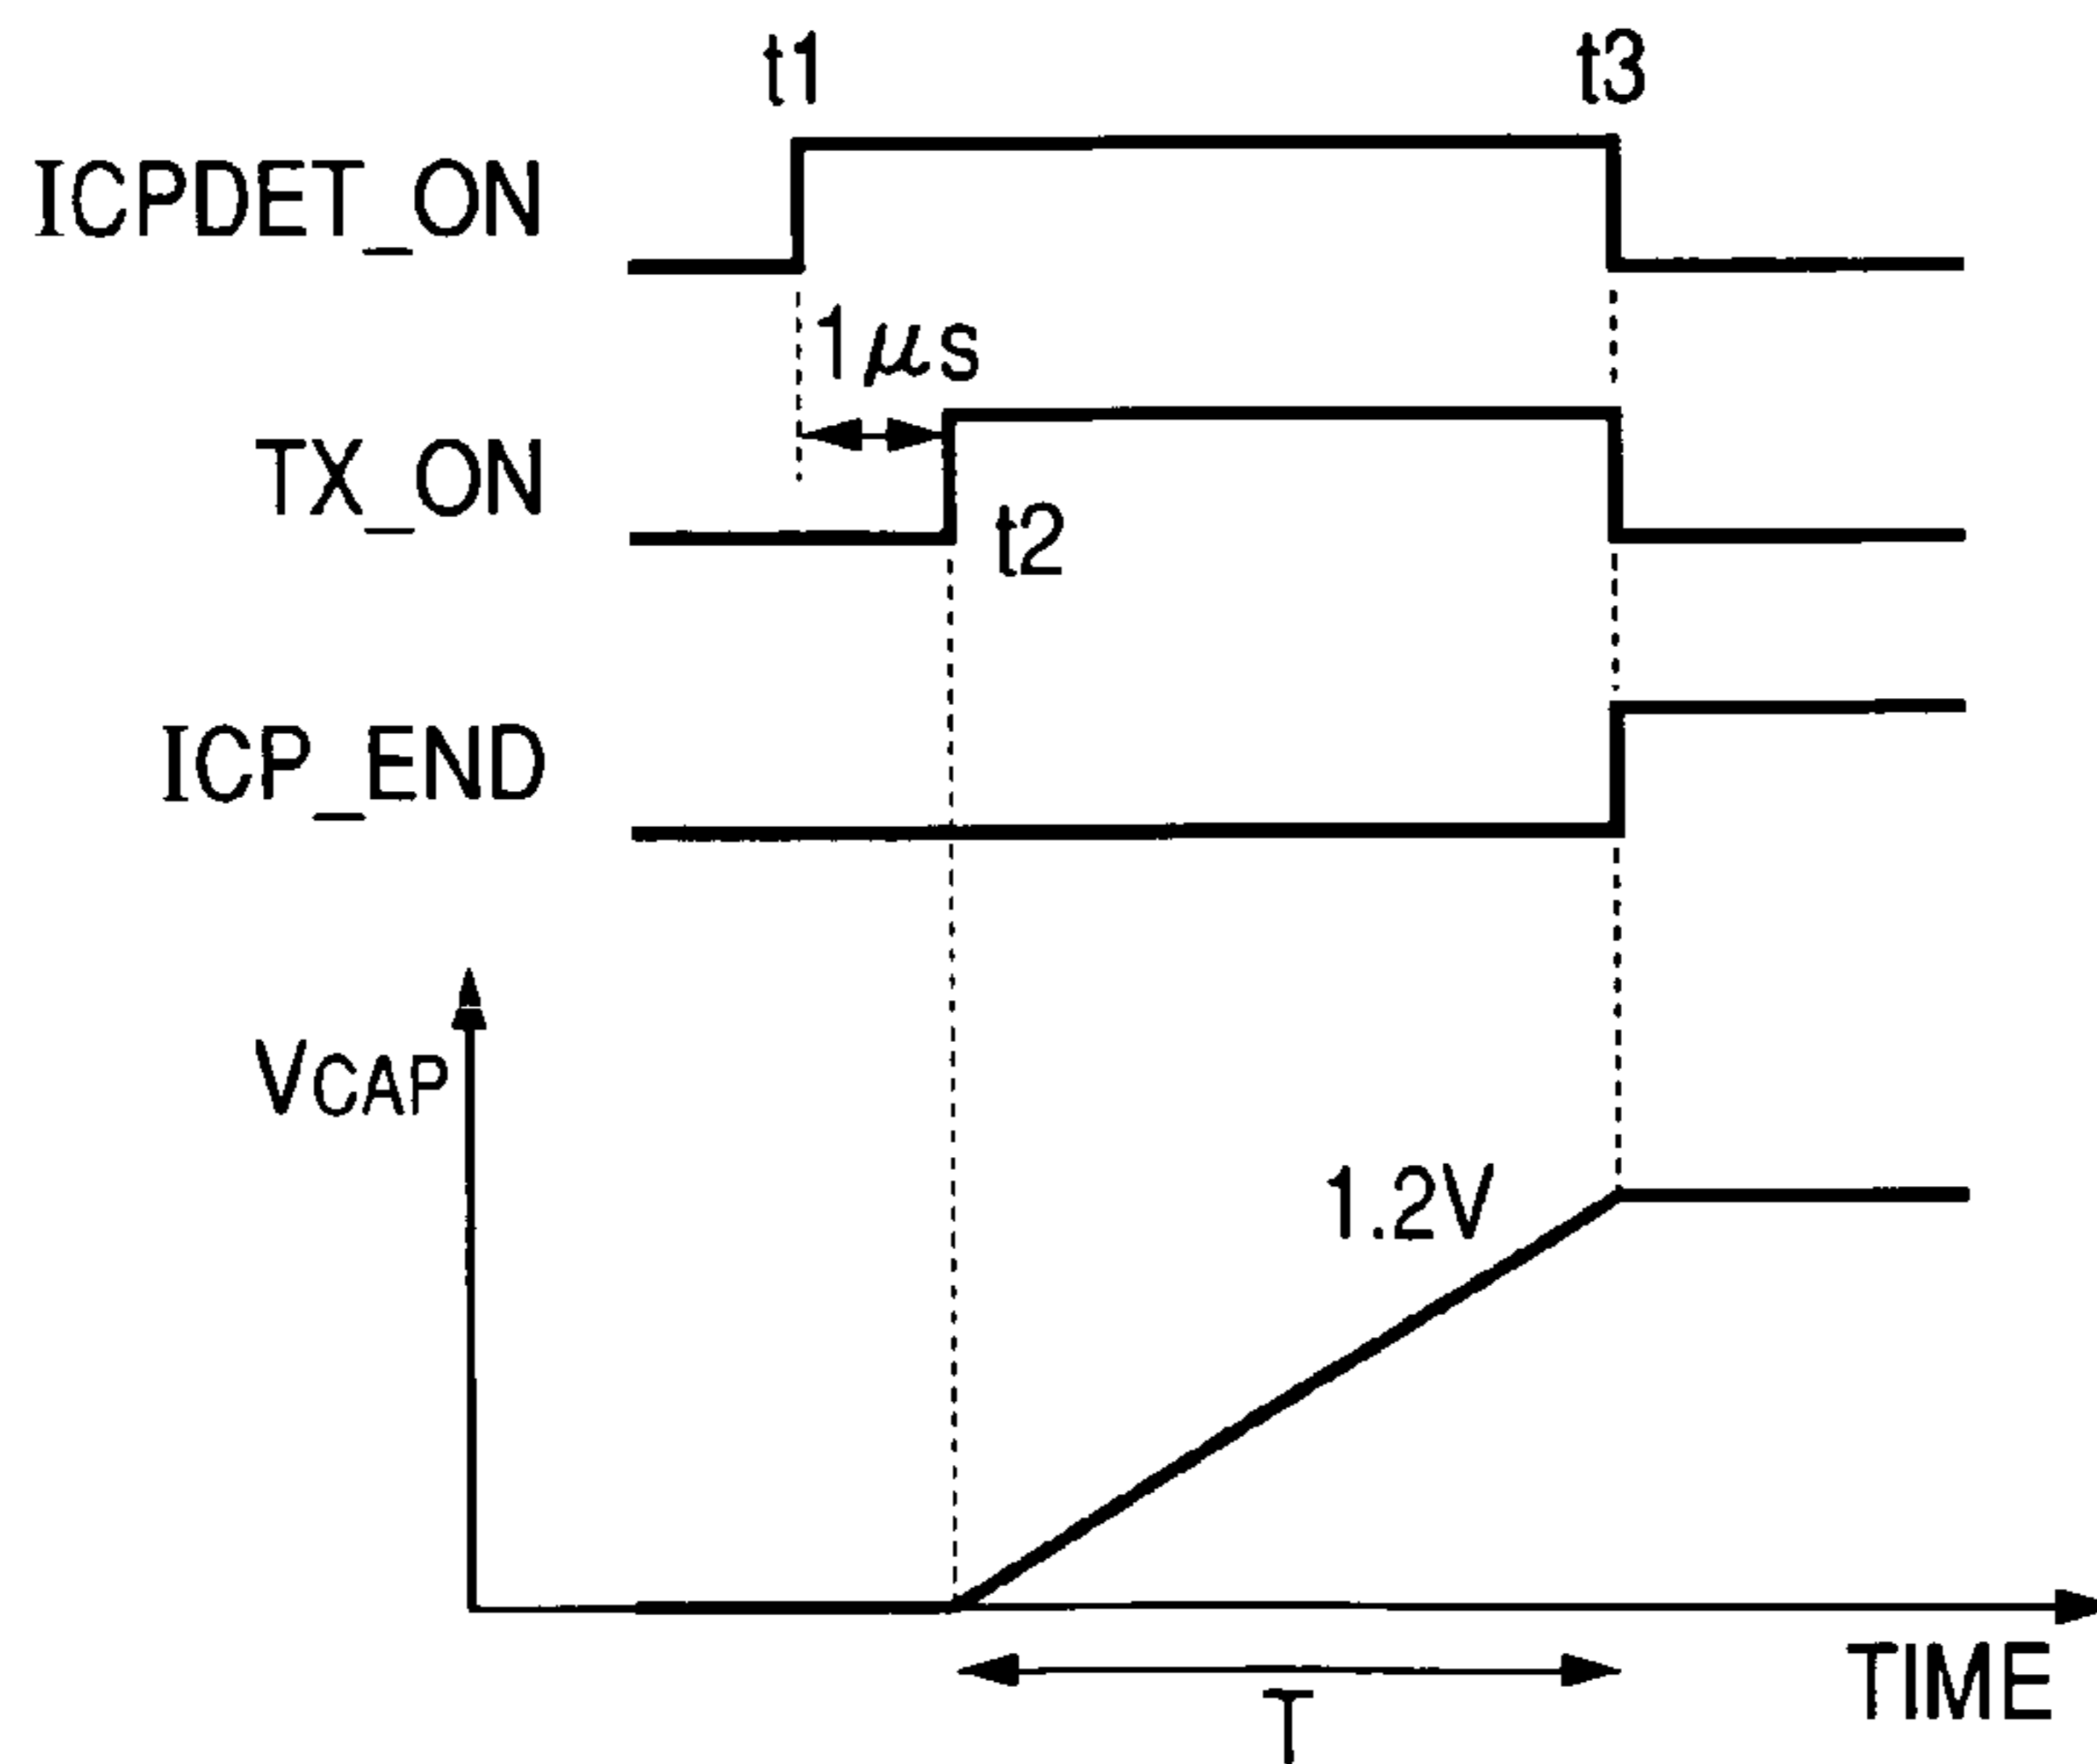 t1
t3
ICPDET_ON
1μs
TX_ON
t2
ICP_END
VCAP
1.2V
TIME
T